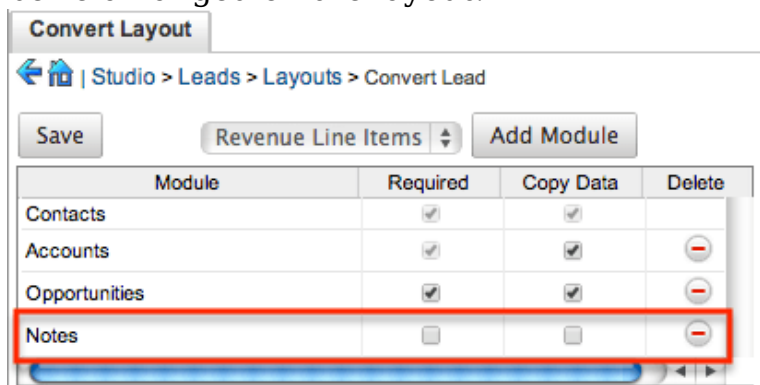 Convert Layout
| Studio > Leads > Layouts > Convert Lead
Save Revenue Line Items Add Module
Module Required Copy Data Delete
Contacts
Accounts
Opportunities
Notes